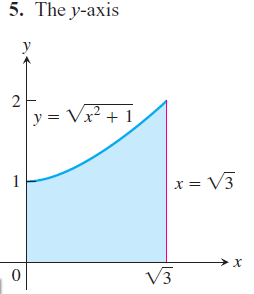 5. The y-axis
y
2
y = √x² + 1
1
x = √3
x
0
√3